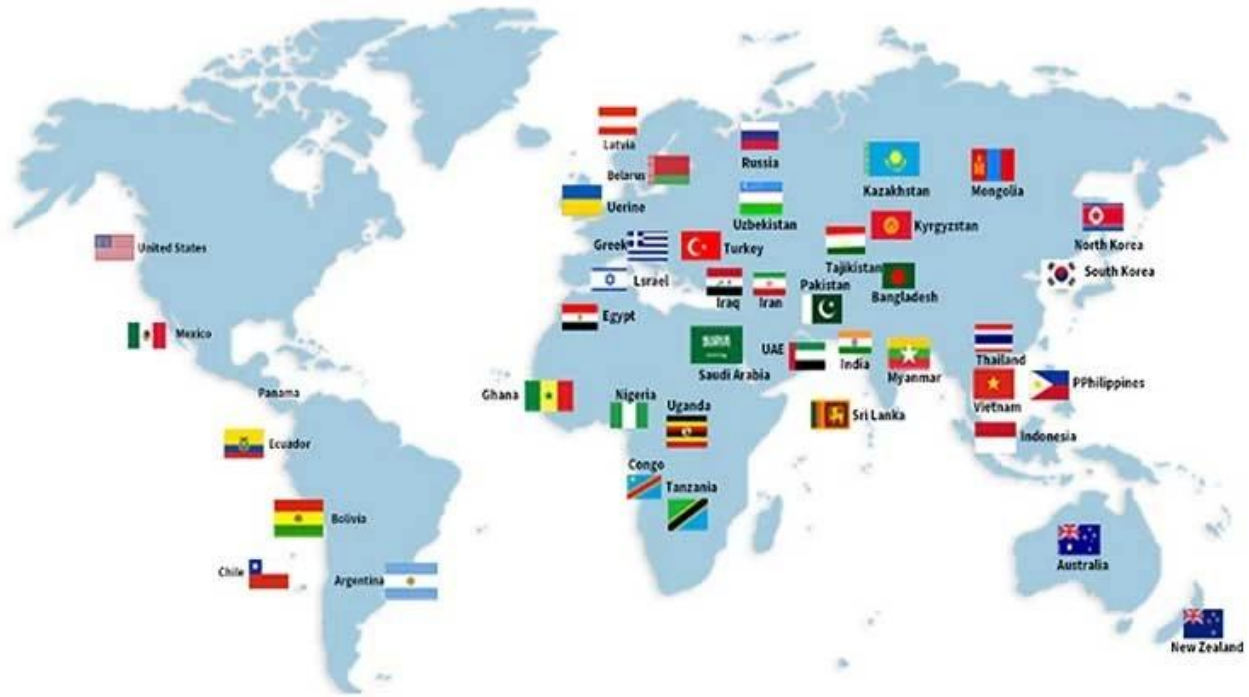 Latvia
Russia
Belarus
Kazakhstan
Mongolia
Uerine
Uzbekistan
Kyrgyzstan
United States
Greek
Turkey
Tajikistan
North Korea
Lsrael
Iraq
Iran
Pakistan
Bangladesh
South Korea
Egypt
Mexico
Saudi Arabia
UAE
India
Myanmar
Thailand
Panama
Ghana
Nigeria
Uganda
Sri Lanka
Vietnam
PPhilippines
Ecuador
Indonesia
Congo
Tanzania
Bolivia
Chile
Argentina
Australia
New Zealand